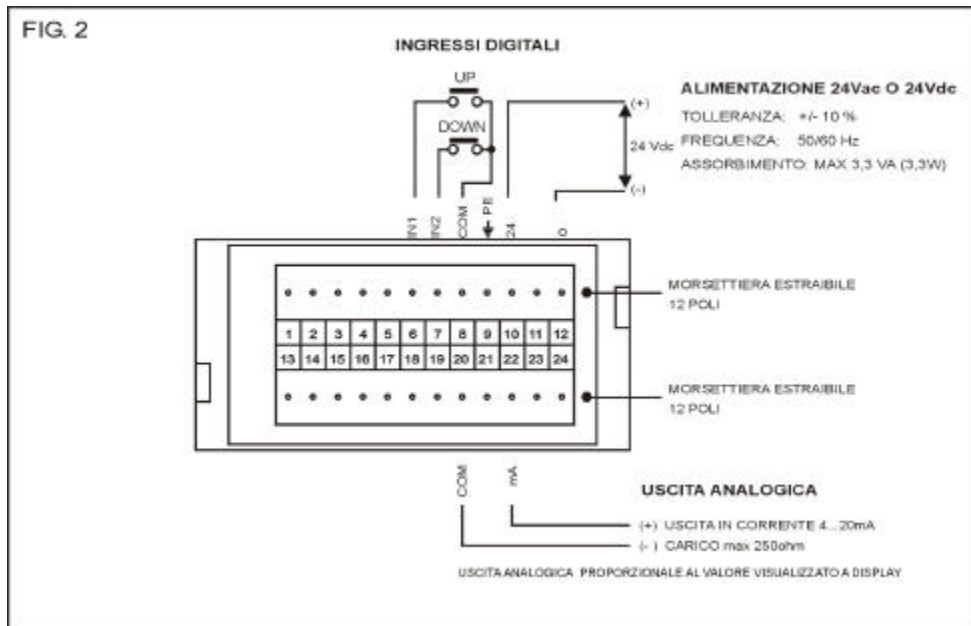 FIG. 2
INGRESSI DIGITALI
UP
DOWN
IN1
IN2
COM
PE
24
O
(+)
24 Vdc
(-)
ALIMENTAZIONE 24Vac O 24Vdc
TOLLERANZA: +/- 10 %
FREQUENZA: 50/60 Hz
ASSORBIMENTO: MAX 3,3 VA (3,3W)
MORSETTIERA ESTRAIBILE
12 POLI
1 2 3 4 5 6 7 8 9 10 11 12
13 14 15 16 17 18 19 20 21 22 23 24
MORSETTIERA ESTRAIBILE
12 POLI
COM
mA
USCITA ANALOGICA
(+) USCITA IN CORRENTE 4...20mA
(-) CARICO max 250ohm
USCITA ANALOGICA PROPORZIONALE AL VALORE VISUALIZZATO A DISPLAY